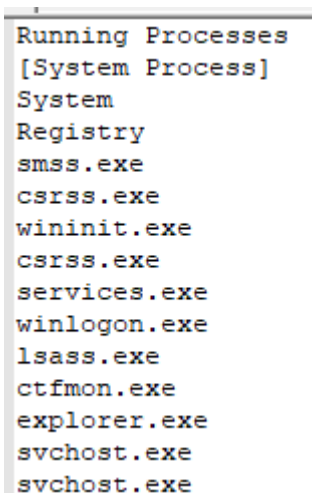 Running Processes
[System Process]
System
Registry
smss.exe
csrss.exe
wininit.exe
csrss.exe
services.exe
winlogon.exe
lsass.exe
ctfmon.exe
explorer.exe
svchost.exe
svchost.exe